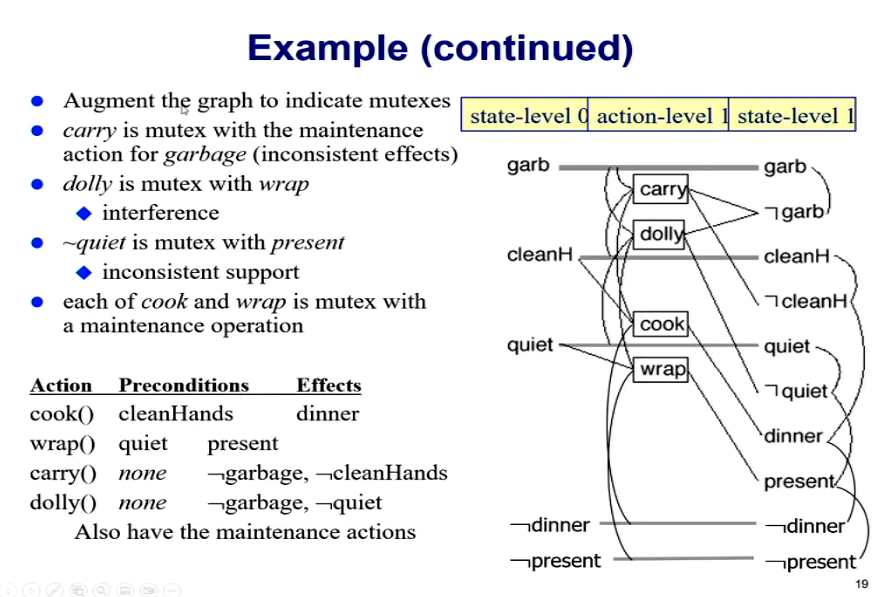 Example (continued)
Augment the graph to indicate mutexes
carry is mutex with the maintenance
action for garbage (inconsistent effects)
dolly is mutex with wrap
interference
~quiet is mutex with present
inconsistent support
each of cook and wrap is mutex with
a maintenance operation
Action Preconditions Effects
cook() cleanHands dinner
wrap() quiet present
carry() none ¬garbage, ¬cleanHands
dolly() none ¬garbage, ¬quiet
Also have the maintenance actions
state-level 0 action-level 1 state-level 1
garb garb
carry
¬garb
dolly
cleanH cleanH
¬cleanH
cook
quiet quiet
wrap
¬quiet
dinner
present
¬dinner ¬dinner
¬present ¬present
19